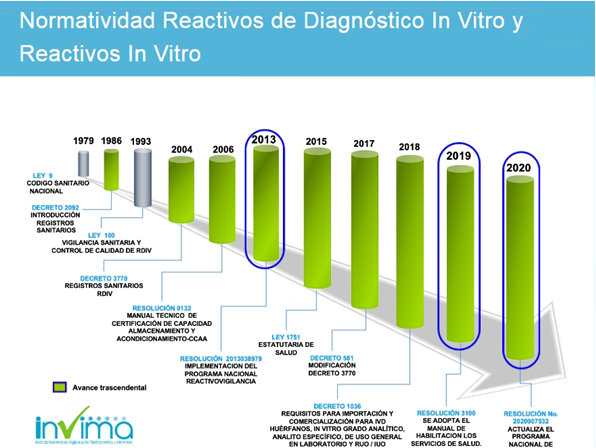 Normatividad Reactivos de Diagnóstico In Vitro y
Reactivos In Vitro
1979
1986
1993
2004
2006
2013
2015
2017
2018
2019
2020
LEY 9
CODIGO SANITARIO
NACIONAL
DECRETO 2092
INTRODUCCIÓN
REGISTROS
SANITARIOS
LEY 100
VIGILANCIA SANITARIA Y
CONTROL DE CALIDAD DE RDIV
DECRETO 3770
REGISTROS SANITARIOS
RDIV
RESOLUCIÓN 0132
MANUAL TECNICO DE
CERTIFICACIÓN DE CAPACIDAD
ALMACENAMIENTO Y
ACONDICIONAMIENTO-CCAA
RESOLUCIÓN 2013038979
IMPLEMENTACION DEL
PROGRAMA NACIONAL
REACTIVOVIGILANCIA
LEY 1751
ESTATUTARIA DE
SALUD
DECRETO 581
MODIFICACIÓN
DECRETO 3770
DECRETO 1036
REQUISITOS PARA IMPORTACIÓN Y
COMERCIALIZACIÓN PARA IVD
HUÉRFANOS, IN VITRO GRADO ANALÍTICO,
ANALITO ESPECÍFICO, DE USO GENERAL
EN LABORATORIO Y RUO / IUO
RESOLUCIÓN 3100
SE ADOPTA EL
MANUAL DE
HABILITACION LOS
SERVICIOS DE SALUD.
RESOLUCIÓN No.
2020007532
ACTUALIZA EL
PROGRAMA
NACIONAL DE
Avance trascendental
invima